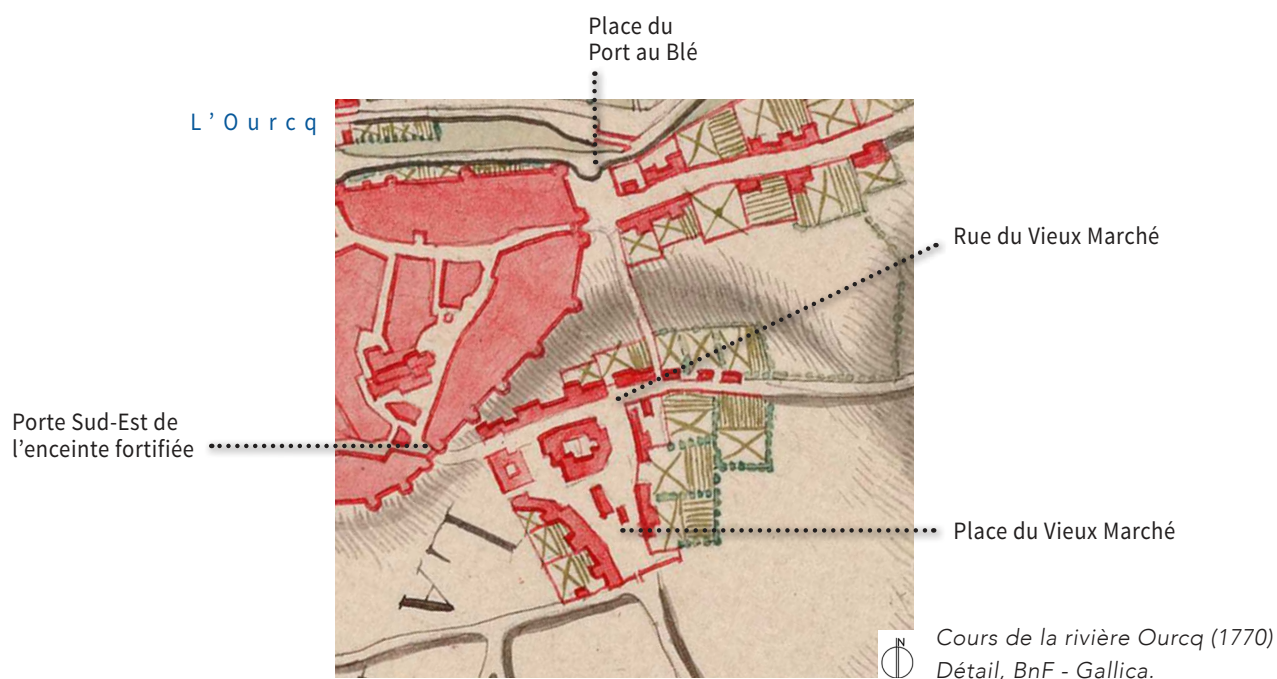 Place du
Port au Blé
L'Ourcq
Rue du Vieux Marché
Porte Sud-Est de
l'enceinte fortifiée
Place du Vieux Marché
N
Cours de la rivière Ourcq (1770)
Détail, BnF - Gallica.